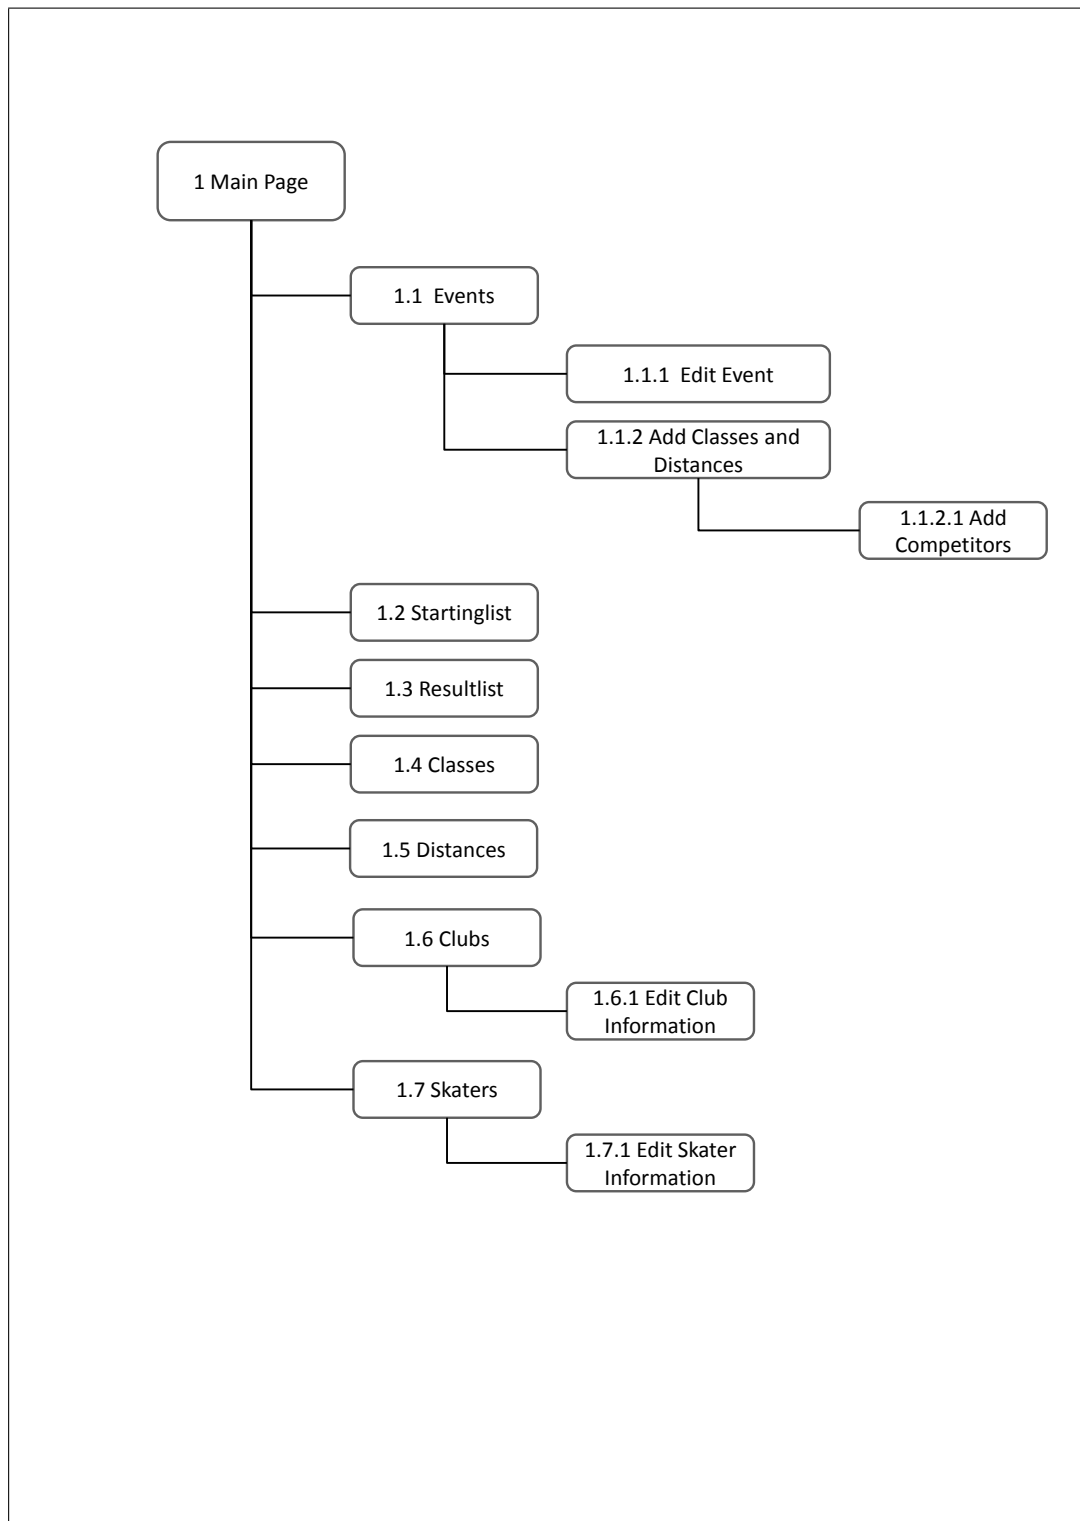 1 Main Page
1.1  Events
1.1.1  Edit Event
1.1.2 Add Classes and
Distances
1.1.2.1 Add
Competitors
1.2 Startinglist
1.3 Resultlist
1.4 Classes
1.5 Distances
1.6 Clubs
1.6.1 Edit Club
Information
1.7 Skaters
1.7.1 Edit Skater
Information